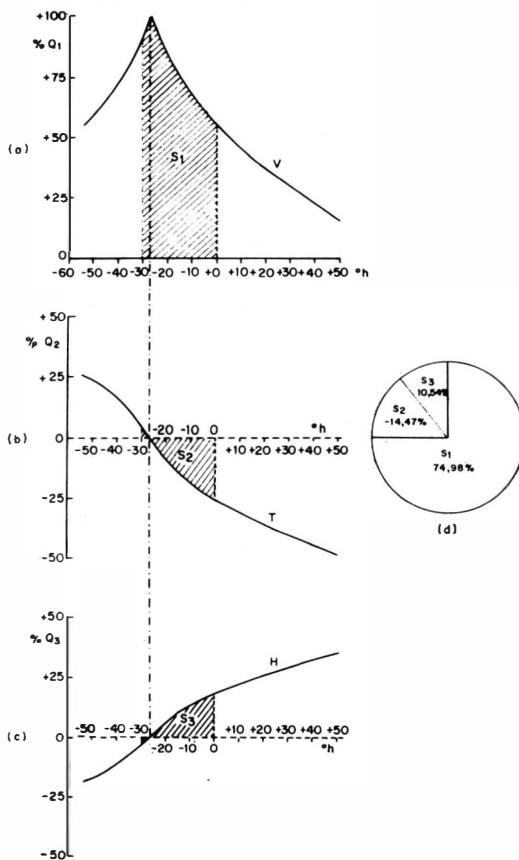 +100
% Q1
+75
(a)
+50
S1
V
+25
0
-60 -50 -40 -30 -20 -10 +0 +10 +20 +30 +40 +50 °h
+50
% Q2
+25
-20 -10 0
(b)
0
-50 -40 -30
+10 +20 +30 +40 +50
°h
S2
-25
T
-50
S3
10,54%
S2
-14,47%
S1
74,98%
(d)
+50
% Q3
H
+25
S3
-50 -40 -30
+10 +20 +30 +40 +50
(c)
0
-20 -10 0
°h
-25
-50